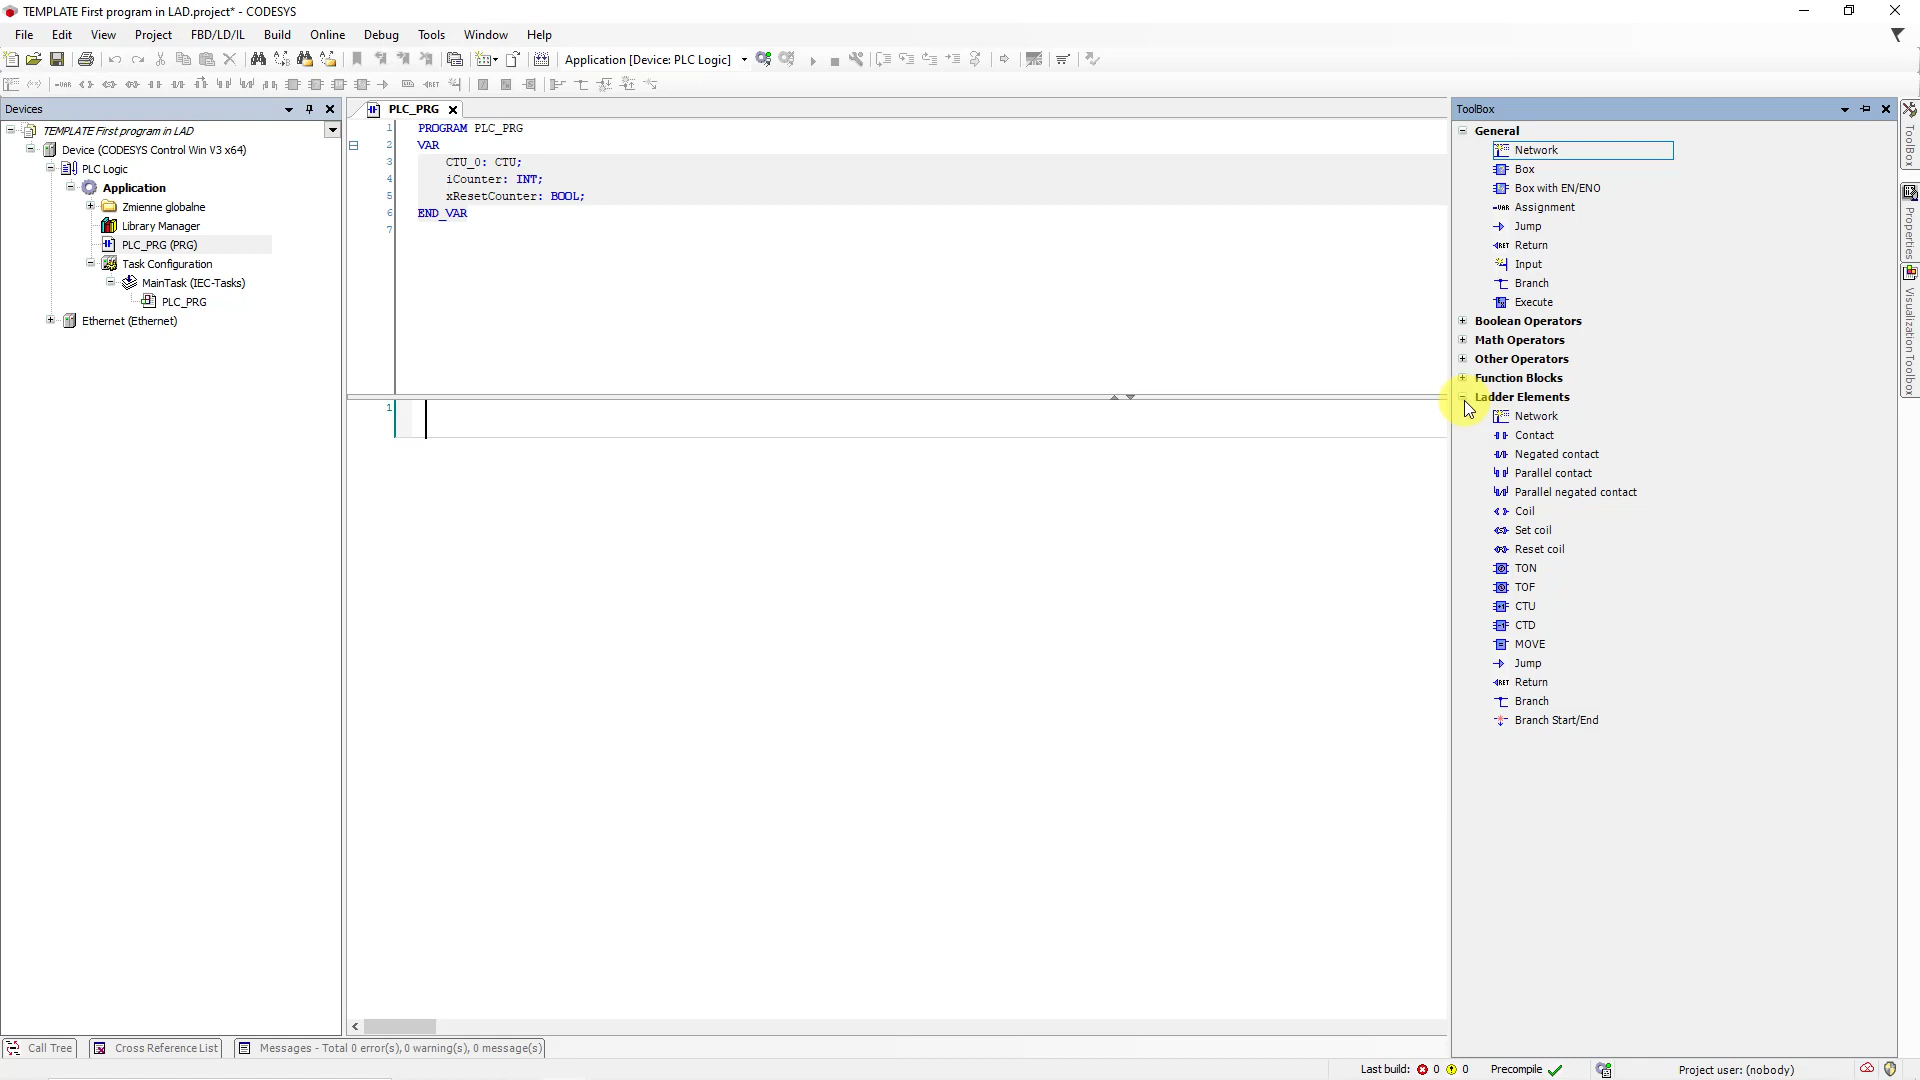 TEMPLATE First program in LAD.project* - CODESYS
File Edit View Project FBD/LD/IL Build Online Debug Tools Window Help
Application [Device: PLC Logic]
Devices
TEMPLATE First program in LAD
Device (CODESYS Control Win V3 x64)
PLC Logic
Application
Zmienne globalne
Library Manager
PLC_PRG (PRG)
Task Configuration
MainTask (IEC-Tasks)
PLC_PRG
Ethernet (Ethernet)
PLC_PRG
1 PROGRAM PLC_PRG
2 VAR
3 CTU_0: CTU;
4 iCounter: INT;
5 xResetCounter: BOOL;
6 END_VAR
7
1
ToolBox
General
Network
Box
Box with EN/ENO
Assignment
Jump
Return
Input
Branch
Execute
Boolean Operators
Math Operators
Other Operators
Function Blocks
Ladder Elements
Network
Contact
Negated contact
Parallel contact
Parallel negated contact
Coil
Set coil
Reset coil
TON
TOF
CTU
CTD
MOVE
Jump
Return
Branch
Branch Start/End
ToolBox
Properties
Visualization Toolbox
Call Tree
Cross Reference List
Messages - Total 0 error(s), 0 warning(s), 0 message(s)
Last build: 0 0 Precompile
Project user: (nobody)